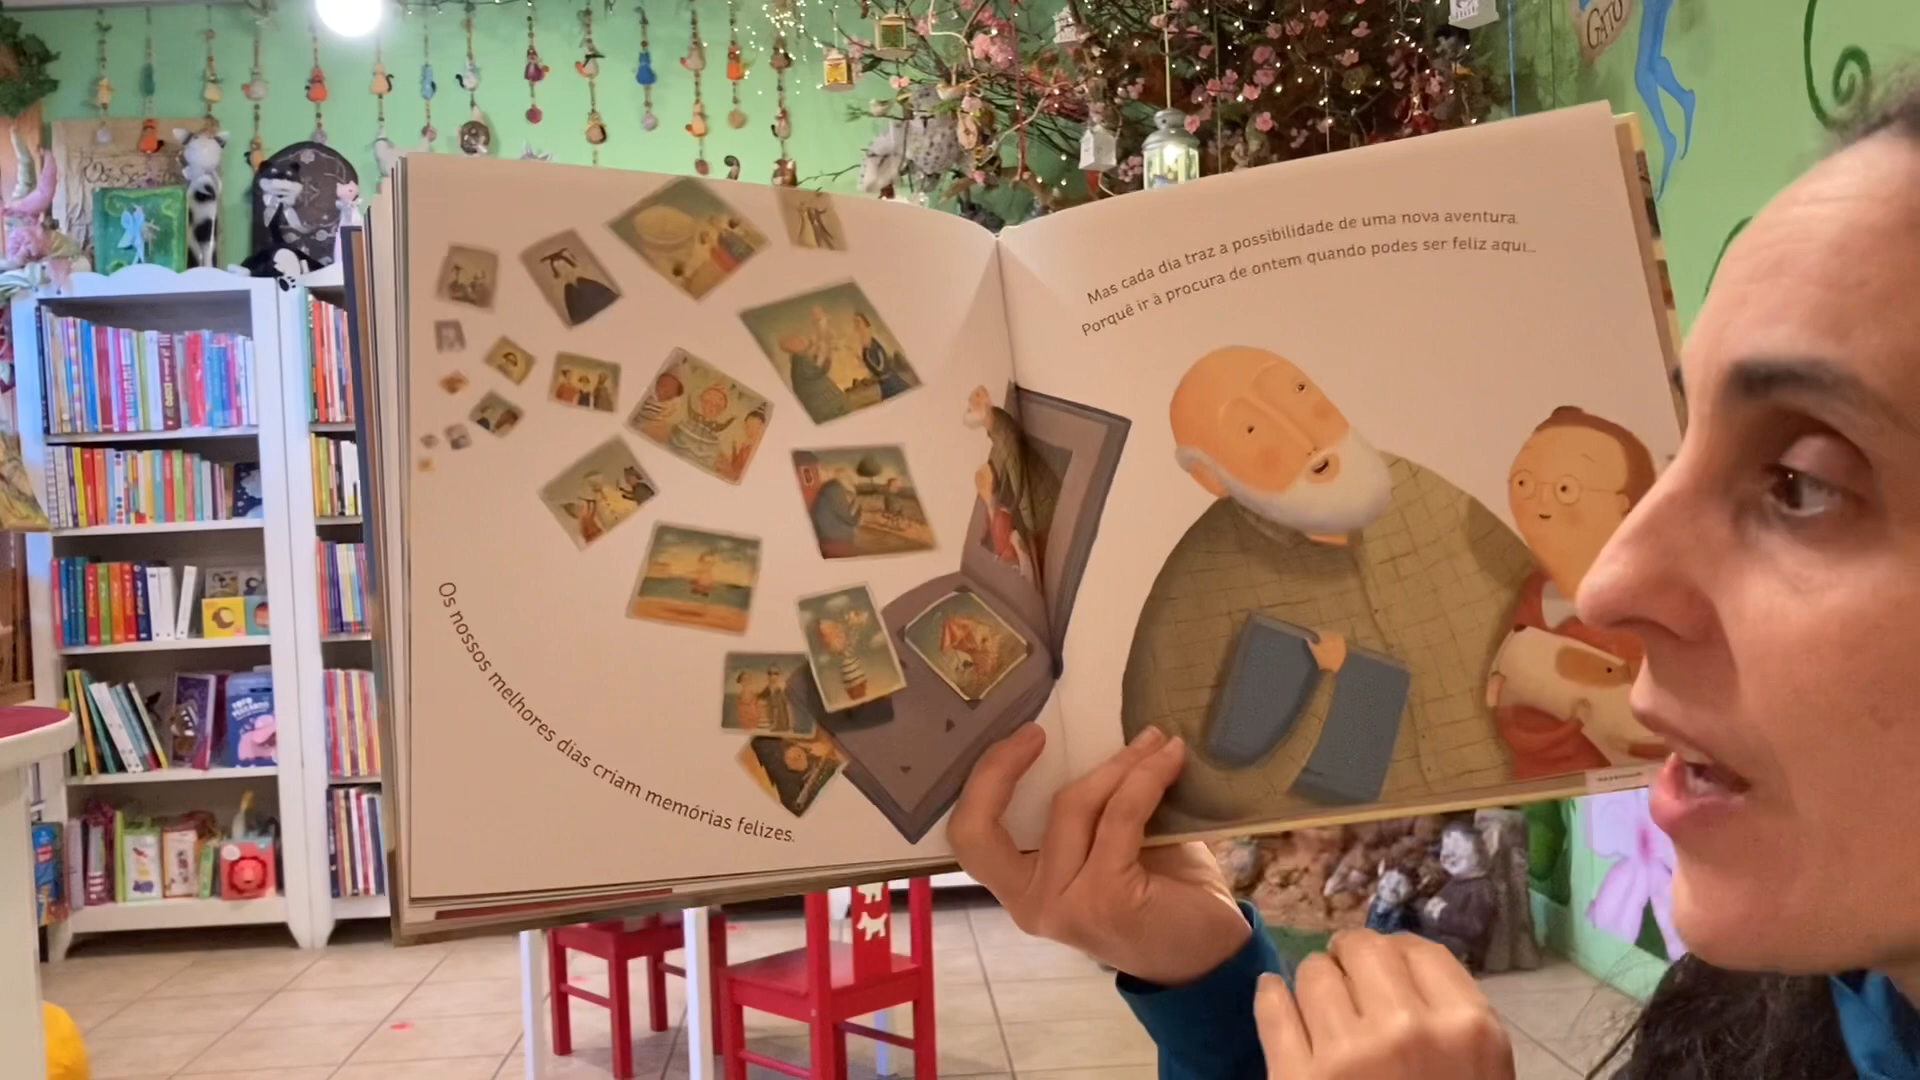 Os nossos melhores dias criam memórias felizes.
Mas cada dia traz a possibilidade de uma nova aventura.
Porquê ir à procura de ontem quando podes ser feliz aqui...
GATO